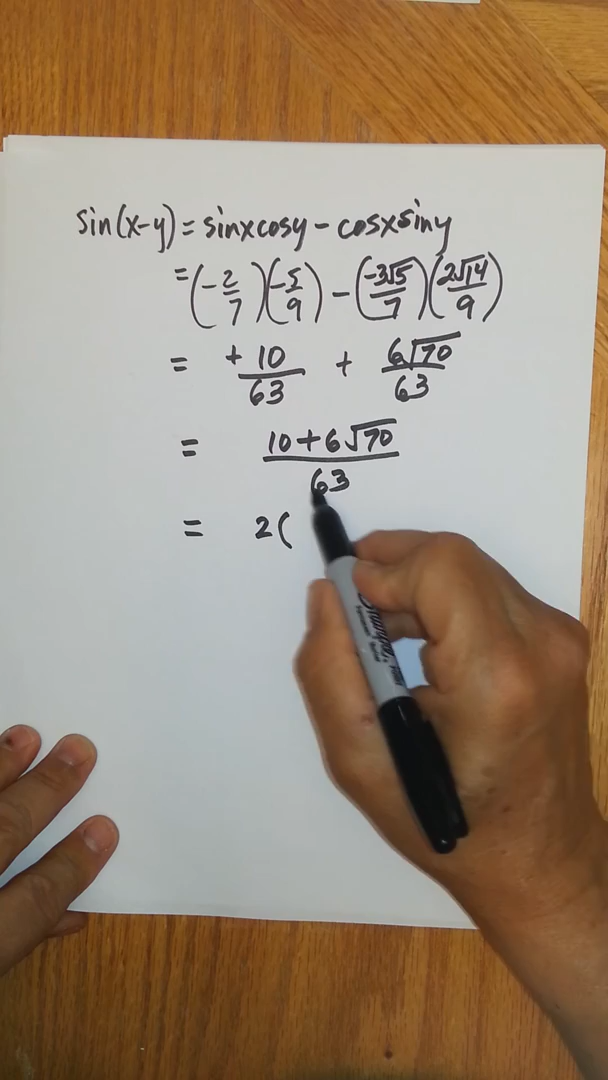 sin(x-y) = sinxcosy - cosxsiny
= (-2/7)(-5/9) - (-3√5/7)(2√14/9)
= +10/63 + 6√70/63
= 10+6√70/63
= 2(